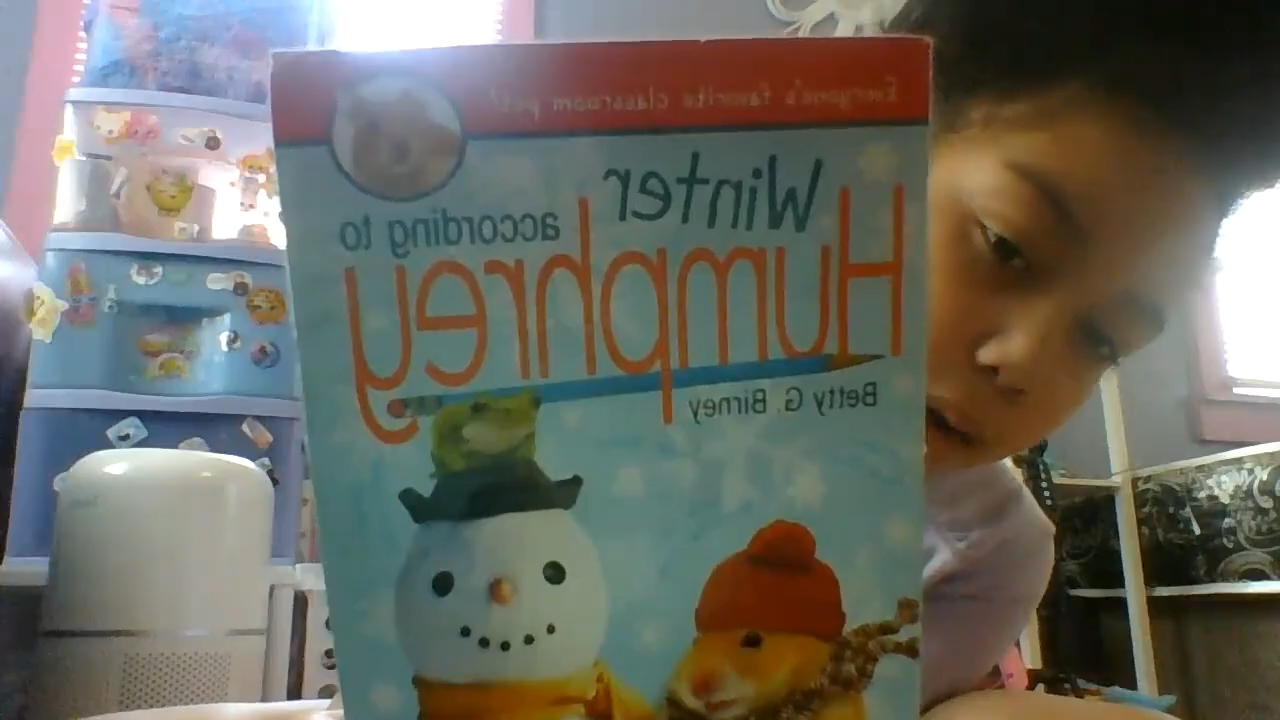 Everyone's favorite classroom pet!
Winter
according to
Humphrey
Betty G. Birney